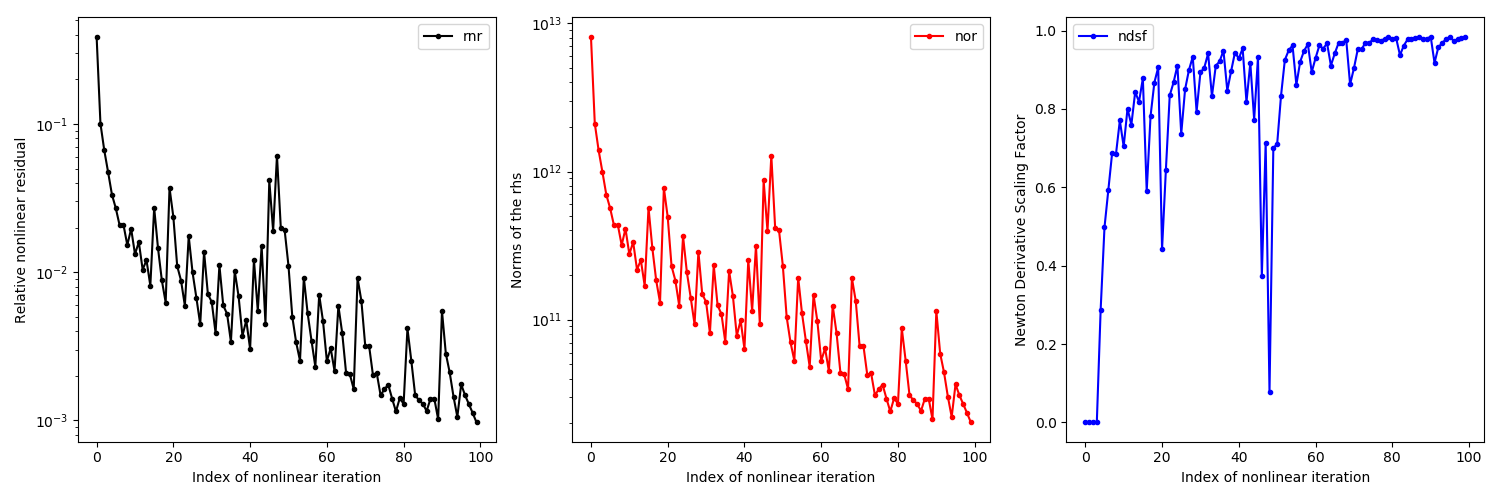 Relative nonlinear residual
10⁻¹
10⁻²
10⁻³
0 20 40 60 80 100
Index of nonlinear iteration
rnr
Norms of the rhs
10¹³
10¹²
10¹¹
0 20 40 60 80 100
Index of nonlinear iteration
nor
Newton Derivative Scaling Factor
1.0
0.8
0.6
0.4
0.2
0.0
0 20 40 60 80 100
Index of nonlinear iteration
ndsf